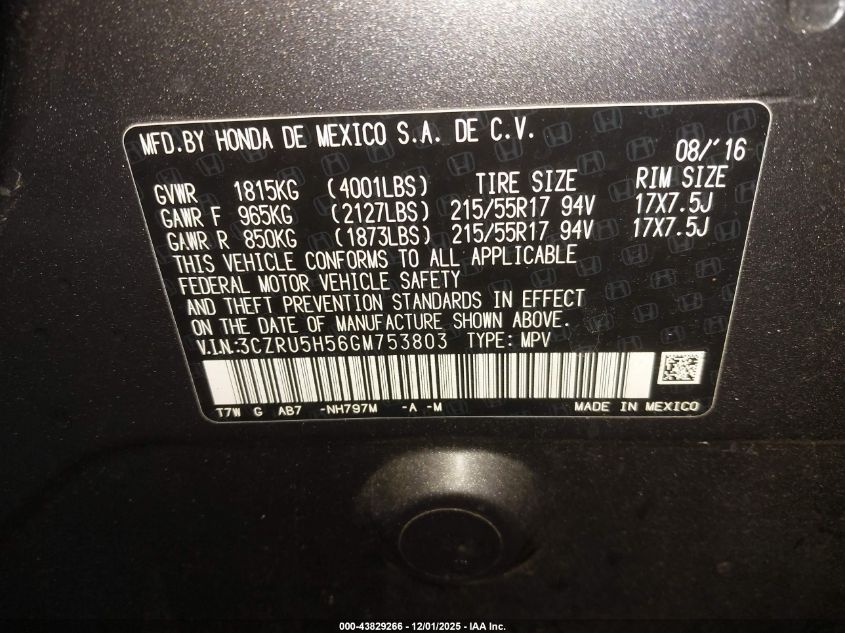 MFD.BY HONDA DE MEXICO S.A. DE C.V.
08/'16
GVWR 1815KG (4001LBS) TIRE SIZE RIM SIZE
GAWR F 965KG (2127LBS) 215/55R17 94V 17X7.5J
GAWR R 850KG (1873LBS) 215/55R17 94V 17X7.5J
THIS VEHICLE CONFORMS TO ALL APPLICABLE
FEDERAL MOTOR VEHICLE SAFETY
AND THEFT PREVENTION STANDARDS IN EFFECT
ON THE DATE OF MANUFACTURE SHOWN ABOVE.
V.I.N:3CZRU5H56GM753803 TYPE: MPV
T7W G AB7 -NH797M -A -M MADE IN MEXICO
000-43829266 - 12/01/2025 - IAA Inc.